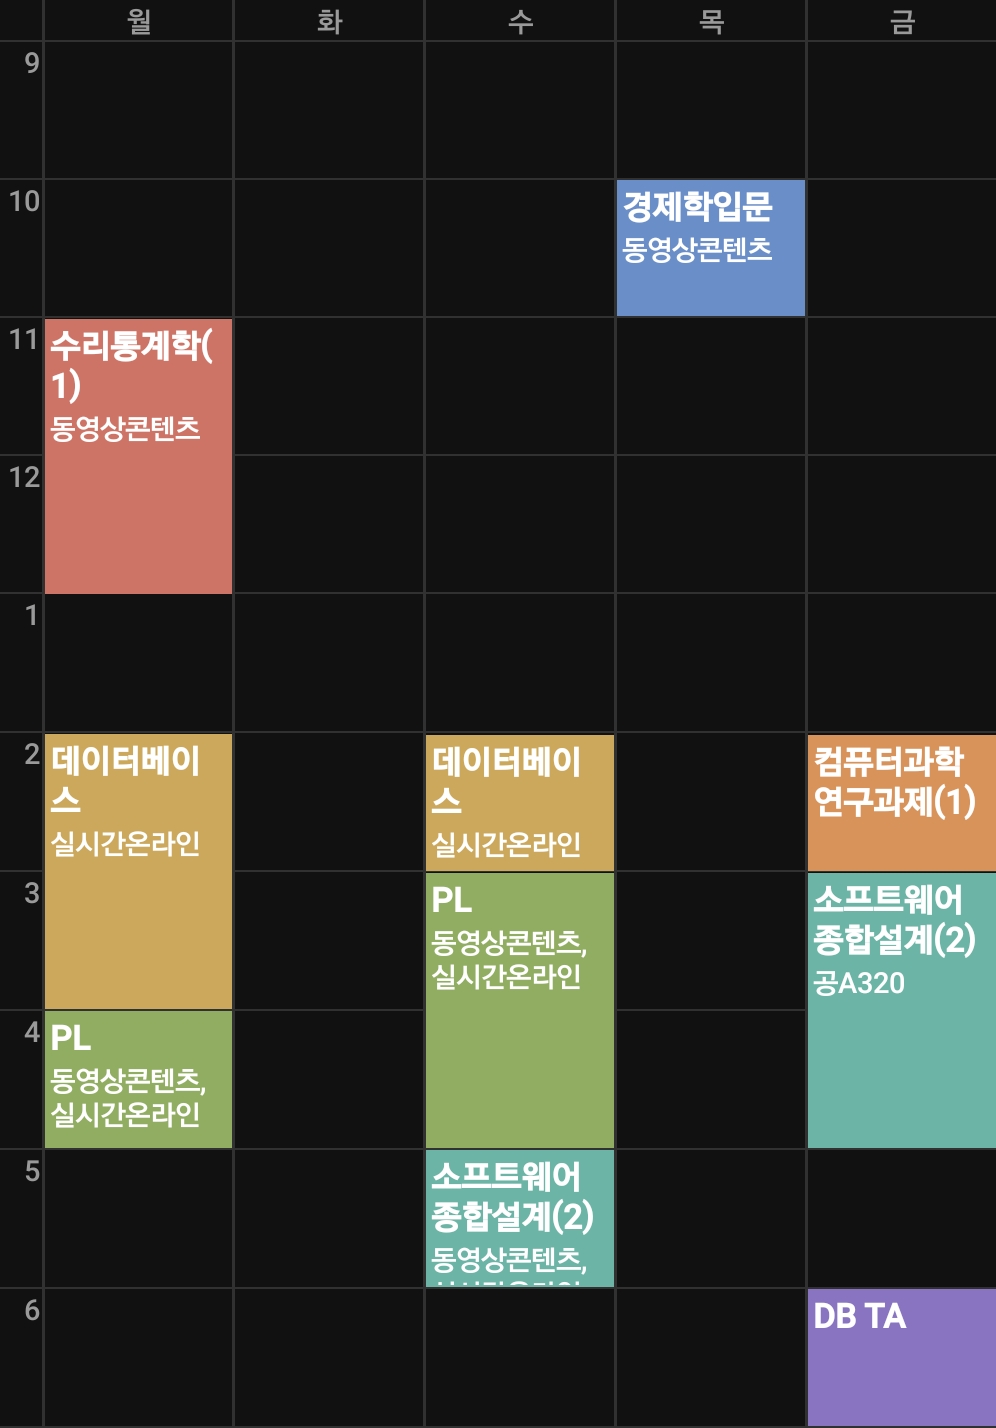 월 화 수 목 금
9
10
경제학입문
동영상콘텐츠
11
수리통계학(
1)
동영상콘텐츠
12
1
2
데이터베이
스
실시간온라인
데이터베이
스
실시간온라인
컴퓨터과학
연구과제(1)
3
PL
동영상콘텐츠,
실시간온라인
소프트웨어
종합설계(2)
공A320
4
PL
동영상콘텐츠,
실시간온라인
5
소프트웨어
종합설계(2)
동영상콘텐츠,
6
DB TA